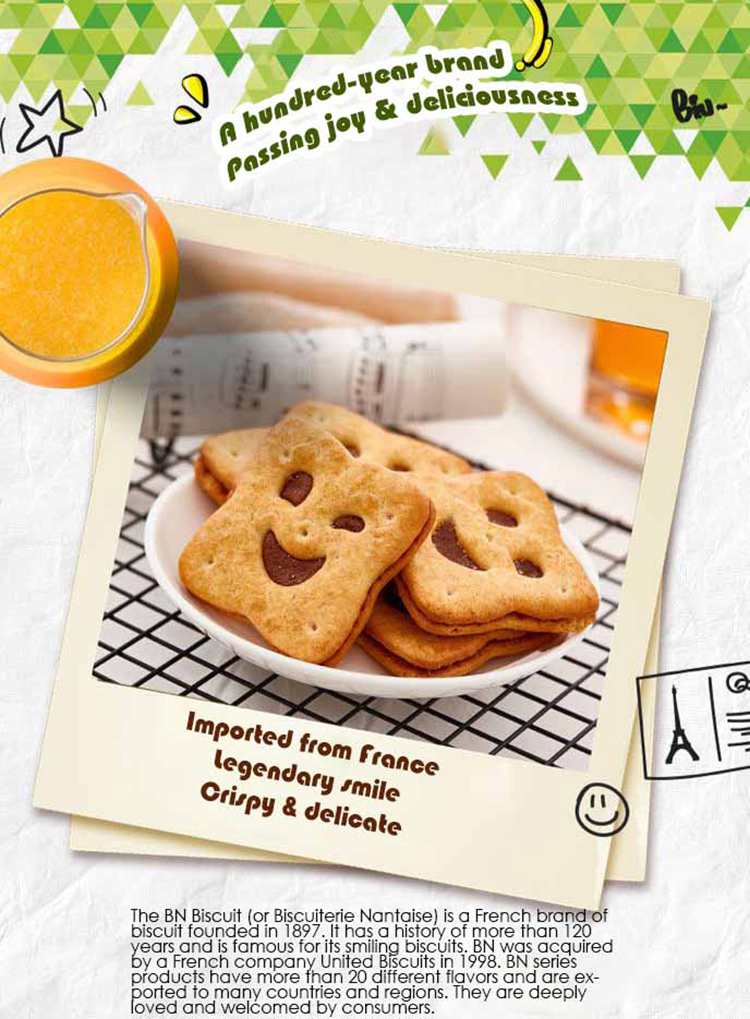 A hundred-year brand
Passing joy & deliciousness
Biu~
Imported from France
Legendary smile
Crispy & delicate
The BN Biscuit (or Biscuiterie Nantaise) is a French brand of
biscuit founded in 1897. It has a history of more than 120
years and is famous for its smiling biscuits. BN was acquired
by a French company United Biscuits in 1998. BN series
products have more than 20 different flavors and are ex-
ported to many countries and regions. They are deeply
loved and welcomed by consumers.